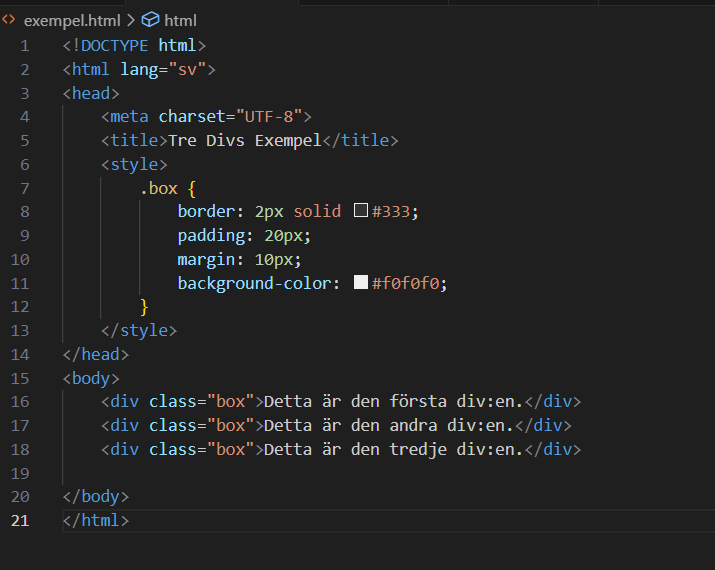 exempel.html > html
1 <!DOCTYPE html>
2 <html lang="sv">
3 <head>
4     <meta charset="UTF-8">
5     <title>Tre Divs Exempel</title>
6     <style>
7         .box {
8             border: 2px solid #333;
9             padding: 20px;
10             margin: 10px;
11             background-color: #f0f0f0;
12         }
13     </style>
14 </head>
15 <body>
16     <div class="box">Detta är den första div:en.</div>
17     <div class="box">Detta är den andra div:en.</div>
18     <div class="box">Detta är den tredje div:en.</div>
19
20 </body>
21 </html>